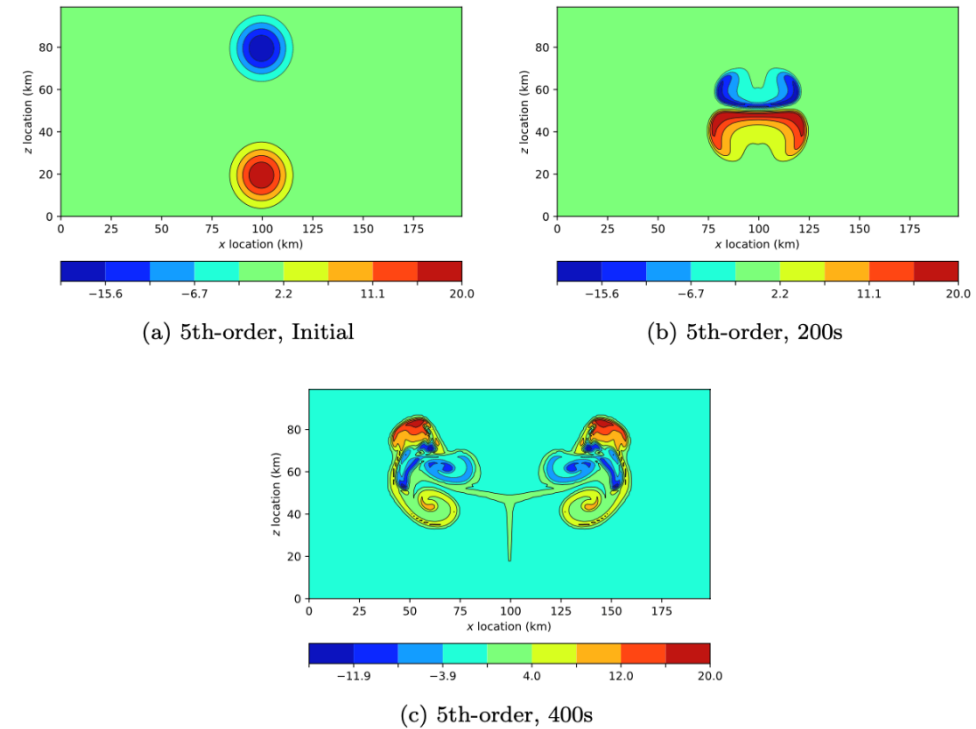 80
60
40
20
0
z location (km)
0 25 50 75 100 125 150 175
x location (km)
−15.6 −6.7 2.2 11.1 20.0
(a) 5th-order, Initial
80
60
40
20
0
z location (km)
0 25 50 75 100 125 150 175
x location (km)
−15.6 −6.7 2.2 11.1 20.0
(b) 5th-order, 200s
80
60
40
20
0
z location (km)
0 25 50 75 100 125 150 175
x location (km)
−11.9 −3.9 4.0 12.0 20.0
(c) 5th-order, 400s